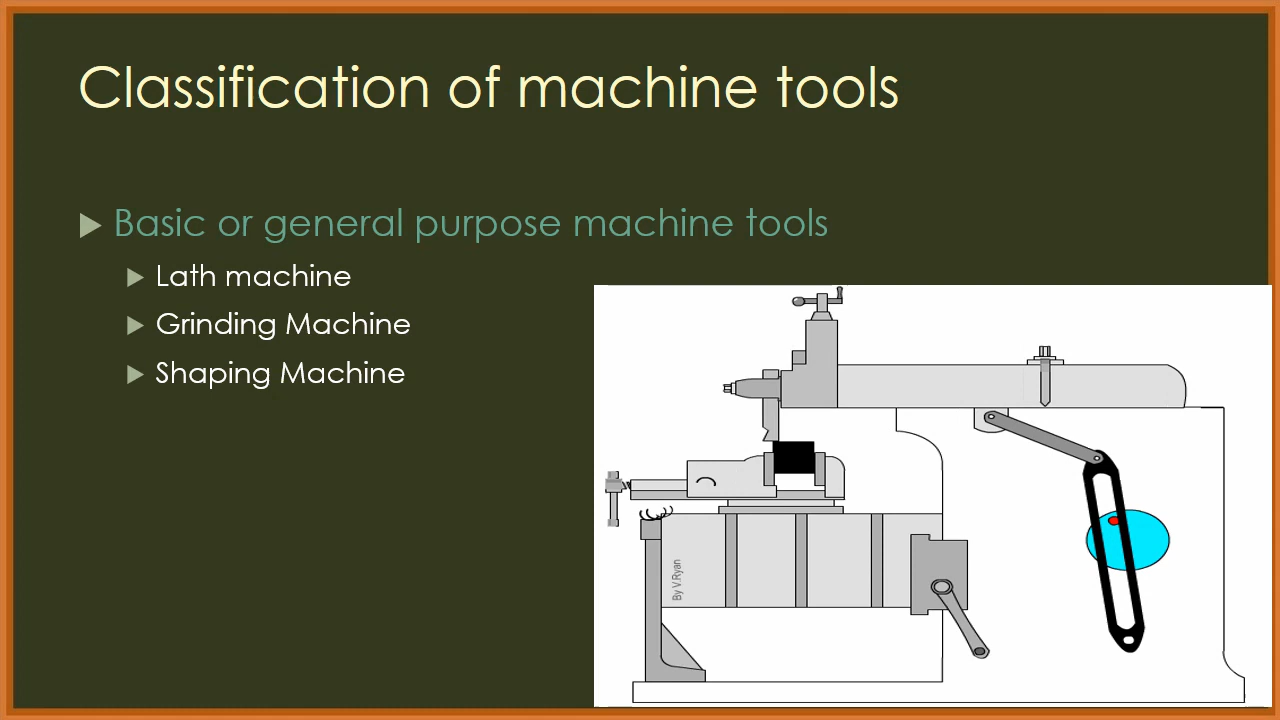 Classification of machine tools
Basic or general purpose machine tools
Lath machine
Grinding Machine
Shaping Machine
By V.Ryan